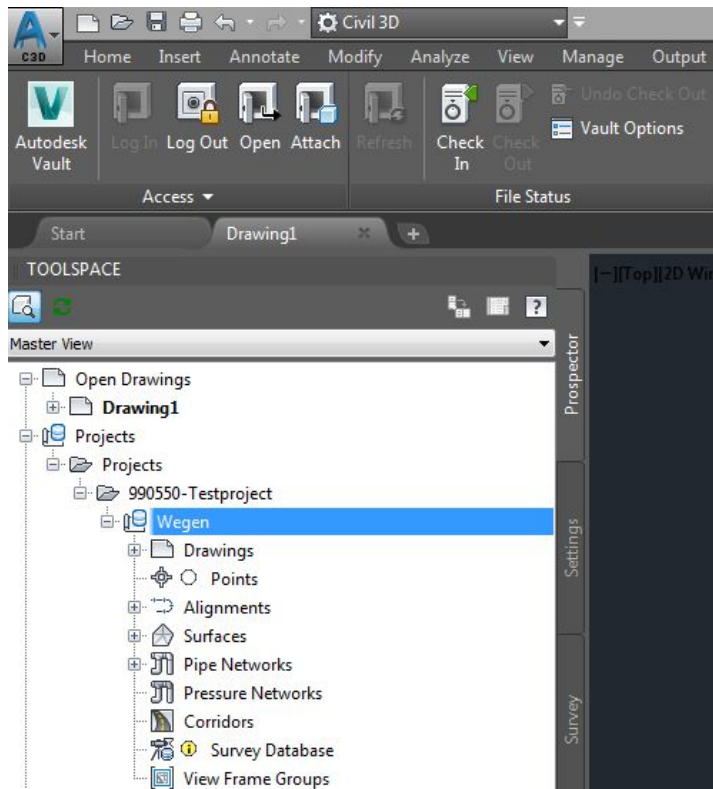 Civil 3D
C3D
Home Insert Annotate Modify Analyze View Manage Output
Autodesk Vault
Log In
Log Out
Open
Attach
Refresh
Check In
Check Out
Undo Check Out
Vault Options
Access
File Status
Start
Drawing1
[−][Top][2D Wir
TOOLSPACE
?
Master View
Open Drawings
Drawing1
Projects
Projects
990550-Testproject
Wegen
Drawings
Points
Alignments
Surfaces
Pipe Networks
Pressure Networks
Corridors
Survey Database
View Frame Groups
Prospector
Settings
Survey